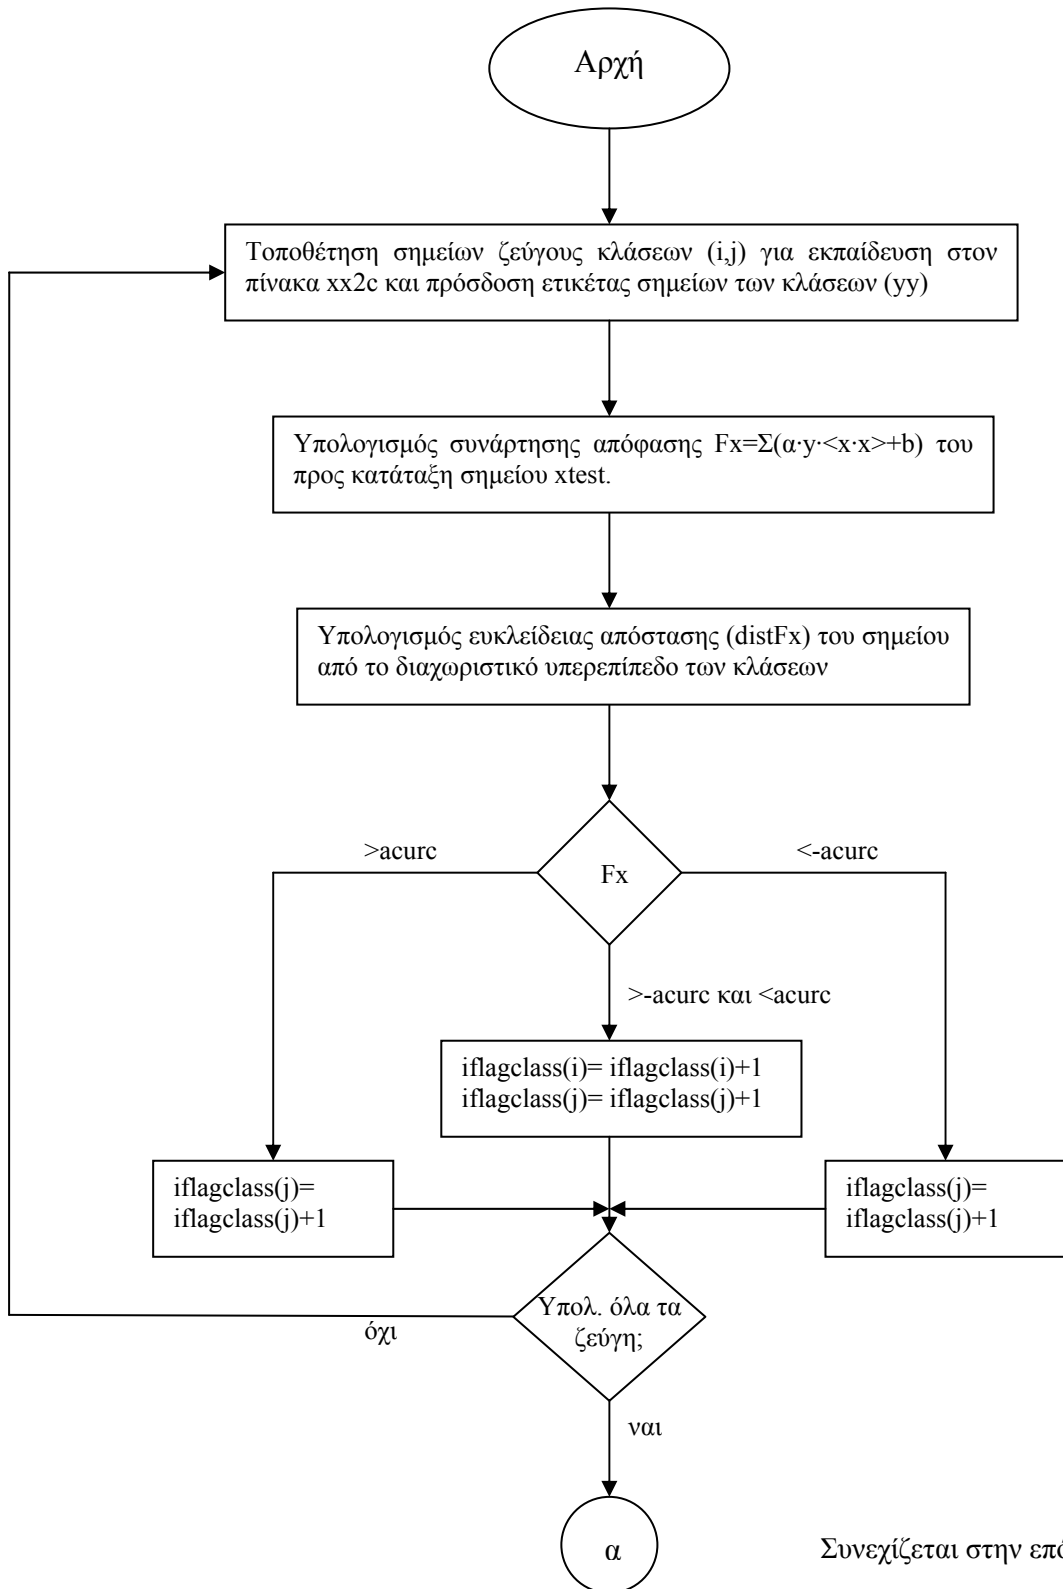 Αρχή
Τοποθέτηση σημείων ζεύγους κλάσεων (i,j) για εκπαίδευση στον
πίνακα xx2c και πρόσδοση ετικέτας σημείων των κλάσεων (yy)
Υπολογισμός συνάρτησης απόφασης Fx=Σ(α·y·<x·x>+b) του
προς κατάταξη σημείου xtest.
Υπολογισμός ευκλείδειας απόστασης (distFx) του σημείου
από το διαχωριστικό υπερεπίπεδο των κλάσεων
>acurc
<-acurc
Fx
>-acurc και <acurc
iflagclass(i)= iflagclass(i)+1
iflagclass(j)= iflagclass(j)+1
iflagclass(j)=
iflagclass(j)+1
iflagclass(j)=
iflagclass(j)+1
Υπολ. όλα τα
ζεύγη;
όχι
ναι
α
Συνεχίζεται στην